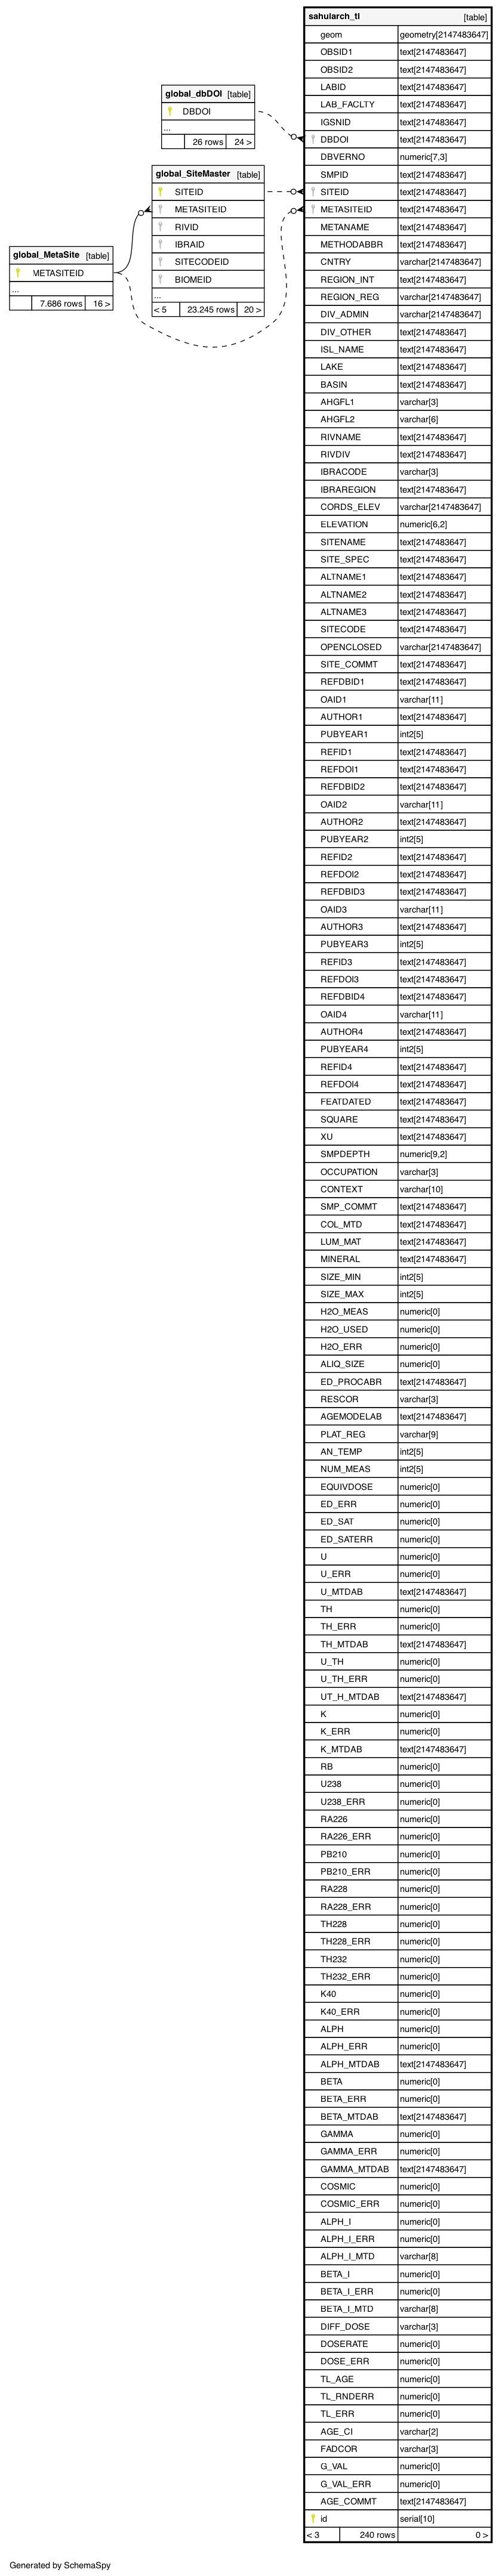 sahularch_tl [table]
geom geometry[2147483647]
OBSID1 text[2147483647]
OBSID2 text[2147483647]
LABID text[2147483647]
LAB_FACLTY text[2147483647]
IGSNID text[2147483647]
DBDOI text[2147483647]
DBVERNO numeric[7,3]
SMPID text[2147483647]
SITEID text[2147483647]
METASITEID text[2147483647]
METANAME text[2147483647]
METHODABBR text[2147483647]
CNTRY varchar[2147483647]
REGION_INT text[2147483647]
REGION_REG varchar[2147483647]
DIV_ADMIN varchar[2147483647]
DIV_OTHER text[2147483647]
ISL_NAME text[2147483647]
LAKE text[2147483647]
BASIN text[2147483647]
AHGFL1 varchar[3]
AHGFL2 varchar[6]
RIVNAME text[2147483647]
RIVDIV text[2147483647]
IBRACODE varchar[3]
IBRAREGION text[2147483647]
CORDS_ELEV varchar[2147483647]
ELEVATION numeric[6,2]
SITENAME text[2147483647]
SITE_SPEC text[2147483647]
ALTNAME1 text[2147483647]
ALTNAME2 text[2147483647]
ALTNAME3 text[2147483647]
SITECODE text[2147483647]
OPENCLOSED varchar[2147483647]
SITE_COMMT text[2147483647]
REFDBID1 text[2147483647]
OAID1 varchar[11]
AUTHOR1 text[2147483647]
PUBYEAR1 int2[5]
REFID1 text[2147483647]
REFDOI1 text[2147483647]
REFDBID2 text[2147483647]
OAID2 varchar[11]
AUTHOR2 text[2147483647]
PUBYEAR2 int2[5]
REFID2 text[2147483647]
REFDOI2 text[2147483647]
REFDBID3 text[2147483647]
OAID3 varchar[11]
AUTHOR3 text[2147483647]
PUBYEAR3 int2[5]
REFID3 text[2147483647]
REFDOI3 text[2147483647]
REFDBID4 text[2147483647]
OAID4 varchar[11]
AUTHOR4 text[2147483647]
PUBYEAR4 int2[5]
REFID4 text[2147483647]
REFDOI4 text[2147483647]
FEATDATED text[2147483647]
SQUARE text[2147483647]
XU text[2147483647]
SMPDEPTH numeric[9,2]
OCCUPATION varchar[3]
CONTEXT varchar[10]
SMP_COMMT text[2147483647]
COL_MTD text[2147483647]
LUM_MAT text[2147483647]
MINERAL text[2147483647]
SIZE_MIN int2[5]
SIZE_MAX int2[5]
H2O_MEAS numeric[0]
H2O_USED numeric[0]
H2O_ERR numeric[0]
ALIQ_SIZE numeric[0]
ED_PROCABR text[2147483647]
RESCOR varchar[3]
AGEMODELAB text[2147483647]
PLAT_REG varchar[9]
AN_TEMP int2[5]
NUM_MEAS int2[5]
EQUIVDOSE numeric[0]
ED_ERR numeric[0]
ED_SAT numeric[0]
ED_SATERR numeric[0]
U numeric[0]
U_ERR numeric[0]
U_MTDAB text[2147483647]
TH numeric[0]
TH_ERR numeric[0]
TH_MTDAB text[2147483647]
U_TH numeric[0]
U_TH_ERR numeric[0]
UT_H_MTDAB text[2147483647]
K numeric[0]
K_ERR numeric[0]
K_MTDAB text[2147483647]
RB numeric[0]
U238 numeric[0]
U238_ERR numeric[0]
RA226 numeric[0]
RA226_ERR numeric[0]
PB210 numeric[0]
PB210_ERR numeric[0]
RA228 numeric[0]
RA228_ERR numeric[0]
TH228 numeric[0]
TH228_ERR numeric[0]
TH232 numeric[0]
TH232_ERR numeric[0]
K40 numeric[0]
K40_ERR numeric[0]
ALPH numeric[0]
ALPH_ERR numeric[0]
ALPH_MTDAB text[2147483647]
BETA numeric[0]
BETA_ERR numeric[0]
BETA_MTDAB text[2147483647]
GAMMA numeric[0]
GAMMA_ERR numeric[0]
GAMMA_MTDAB text[2147483647]
COSMIC numeric[0]
COSMIC_ERR numeric[0]
ALPH_I numeric[0]
ALPH_I_ERR numeric[0]
ALPH_I_MTD varchar[8]
BETA_I numeric[0]
BETA_I_ERR numeric[0]
BETA_I_MTD varchar[8]
DIFF_DOSE varchar[3]
DOSERATE numeric[0]
DOSE_ERR numeric[0]
TL_AGE numeric[0]
TL_RNDERR numeric[0]
TL_ERR numeric[0]
AGE_CI varchar[2]
FADCOR varchar[3]
G_VAL numeric[0]
G_VAL_ERR numeric[0]
AGE_COMMT text[2147483647]
id serial[10]
< 3 240 rows 0 >
global_dbDOI [table]
DBDOI
...
26 rows 24 >
global_SiteMaster [table]
SITEID
METASITEID
RIVID
IBRAID
SITECODEID
BIOMEID
...
< 5 23.245 rows 20 >
global_MetaSite [table]
METASITEID
...
7.686 rows 16 >
Generated by SchemaSpy